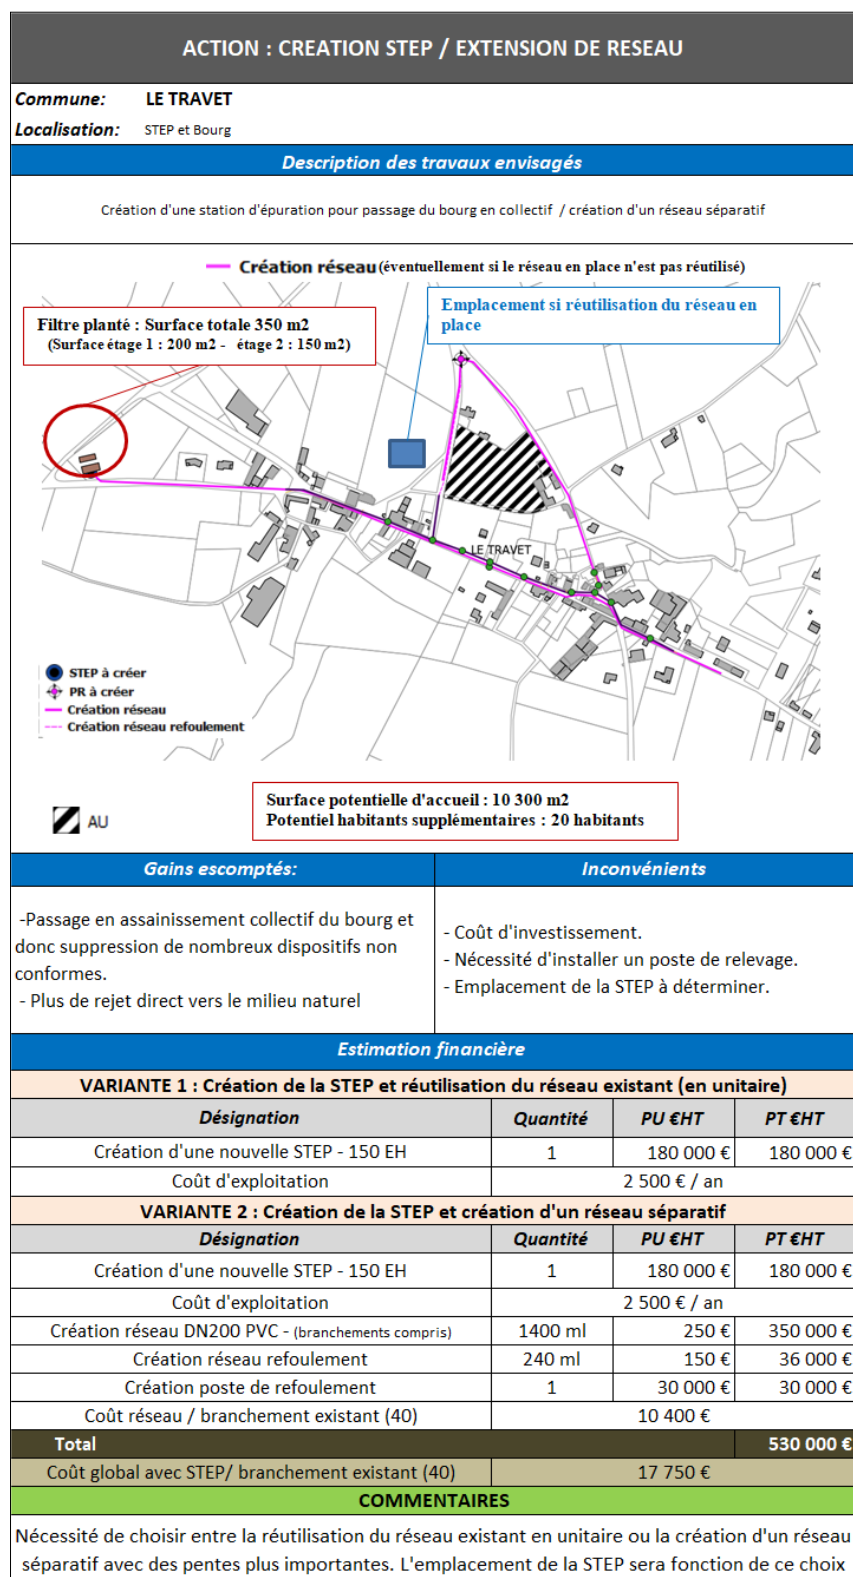 ACTION : CREATION STEP / EXTENSION DE RESEAU
Commune: LE TRAVET
Localisation: STEP et Bourg
Description des travaux envisagés
Création d'une station d'épuration pour passage du bourg en collectif / création d'un réseau séparatif
Création réseau (éventuellement si le réseau en place n'est pas réutilisé)
Filtre planté : Surface totale 350 m2
(Surface étage 1 : 200 m2 - étage 2 : 150 m2)
Emplacement si réutilisation du réseau en
place
LE TRAVET
STEP à créer
PR à créer
Création réseau
Création réseau refoulement
AU
Surface potentielle d'accueil : 10 300 m2
Potentiel habitants supplémentaires : 20 habitants
Gains escomptés:
-Passage en assainissement collectif du bourg et
donc suppression de nombreux dispositifs non
conformes.
- Plus de rejet direct vers le milieu naturel
Inconvénients
- Coût d'investissement.
- Nécessité d'installer un poste de relevage.
- Emplacement de la STEP à déterminer.
Estimation financière
VARIANTE 1 : Création de la STEP et réutilisation du réseau existant (en unitaire)
Désignation Quantité PU €HT PT €HT
Création d'une nouvelle STEP - 150 EH 1 180 000 € 180 000 €
Coût d'exploitation 2 500 € / an
VARIANTE 2 : Création de la STEP et création d'un réseau séparatif
Désignation Quantité PU €HT PT €HT
Création d'une nouvelle STEP - 150 EH 1 180 000 € 180 000 €
Coût d'exploitation 2 500 € / an
Création réseau DN200 PVC - (branchements compris) 1400 ml 250 € 350 000 €
Création réseau refoulement 240 ml 150 € 36 000 €
Création poste de refoulement 1 30 000 € 30 000 €
Coût réseau / branchement existant (40) 10 400 €
Total 530 000 €
Coût global avec STEP/ branchement existant (40) 17 750 €
COMMENTAIRES
Nécessité de choisir entre la réutilisation du réseau existant en unitaire ou la création d'un réseau
séparatif avec des pentes plus importantes. L'emplacement de la STEP sera fonction de ce choix